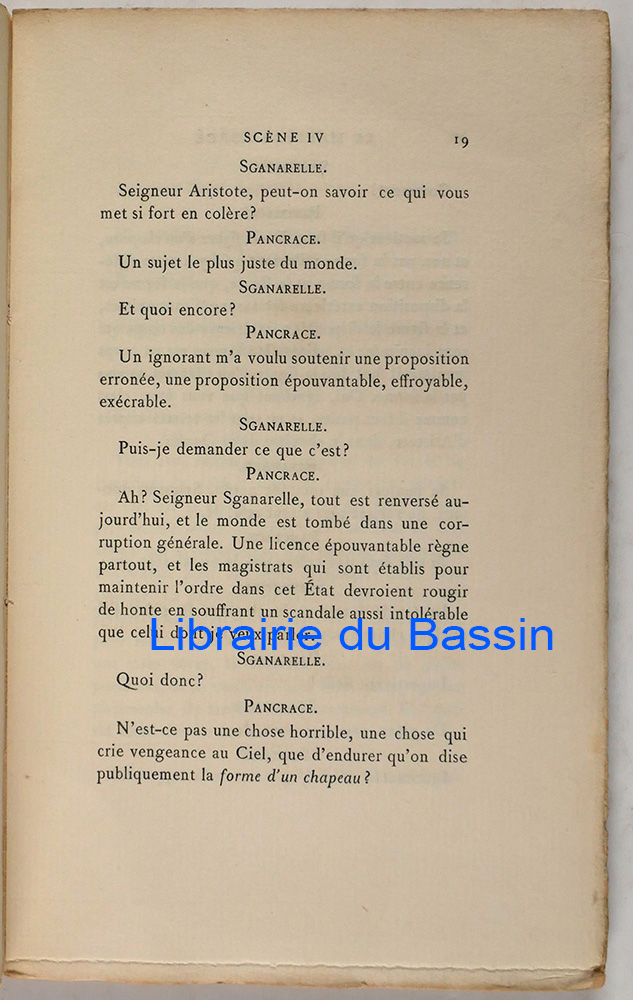 SCÈNE IV 19
SGANARELLE.
Seigneur Aristote, peut-on savoir ce qui vous
met si fort en colère?
PANCRACE.
Un sujet le plus juste du monde.
SGANARELLE.
Et quoi encore?
PANCRACE.
Un ignorant m'a voulu soutenir une proposition
erronée, une proposition épouvantable, effroyable,
exécrable.
SGANARELLE.
Puis-je demander ce que c'est?
PANCRACE.
Ah? Seigneur Sganarelle, tout est renversé au-
jourd'hui, et le monde est tombé dans une cor-
ruption générale. Une licence épouvantable règne
partout, et les magistrats qui sont établis pour
maintenir l'ordre dans cet État devroient rougir
de honte en souffrant un scandale aussi intolérable
que celui dont je veux parler.
Librairie du Bassin
SGANARELLE.
Quoi donc?
PANCRACE.
N'est-ce pas une chose horrible, une chose qui
crie vengeance au Ciel, que d'endurer qu'on dise
publiquement la forme d'un chapeau?